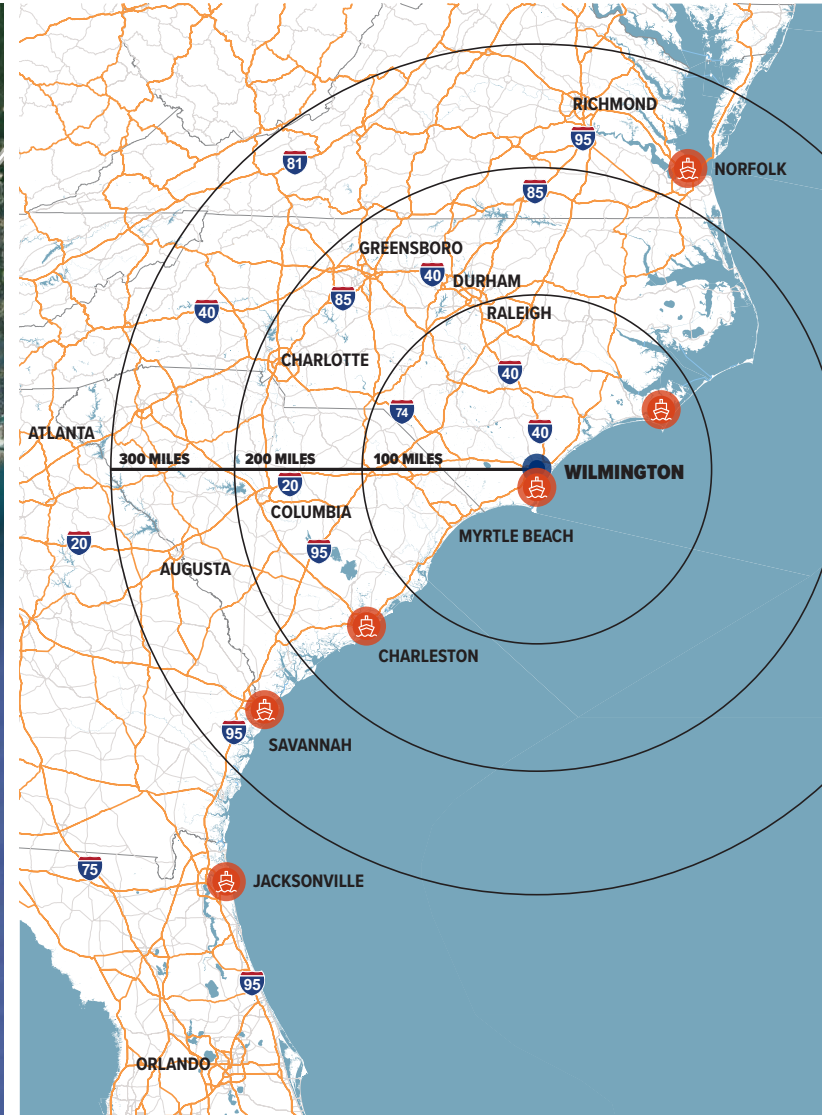 RICHMOND
95
81
NORFOLK
85
GREENSBORO
40
DURHAM
85
40
RALEIGH
CHARLOTTE
40
74
40
ATLANTA
300 MILES
200 MILES
100 MILES
WILMINGTON
20
COLUMBIA
MYRTLE BEACH
20
95
AUGUSTA
CHARLESTON
95
SAVANNAH
75
JACKSONVILLE
95
ORLANDO